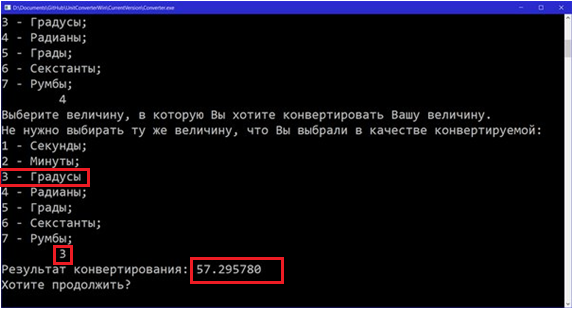 D:\Documents\GitHub\UnitConverterWin\CurrentVersion\Converter.exe
3 - Градусы;
4 - Радианы;
5 - Грады;
6 - Секстанты;
7 - Румбы;
4
Выберите величину, в которую Вы хотите конвертировать Вашу величину.
Не нужно выбирать ту же величину, что Вы выбрали в качестве конвертируемой:
1 - Секунды;
2 - Минуты;
3 - Градусы
4 - Радианы;
5 - Грады;
6 - Секстанты;
7 - Румбы;
3
Результат конвертирования: 57.295780
Хотите продолжить?